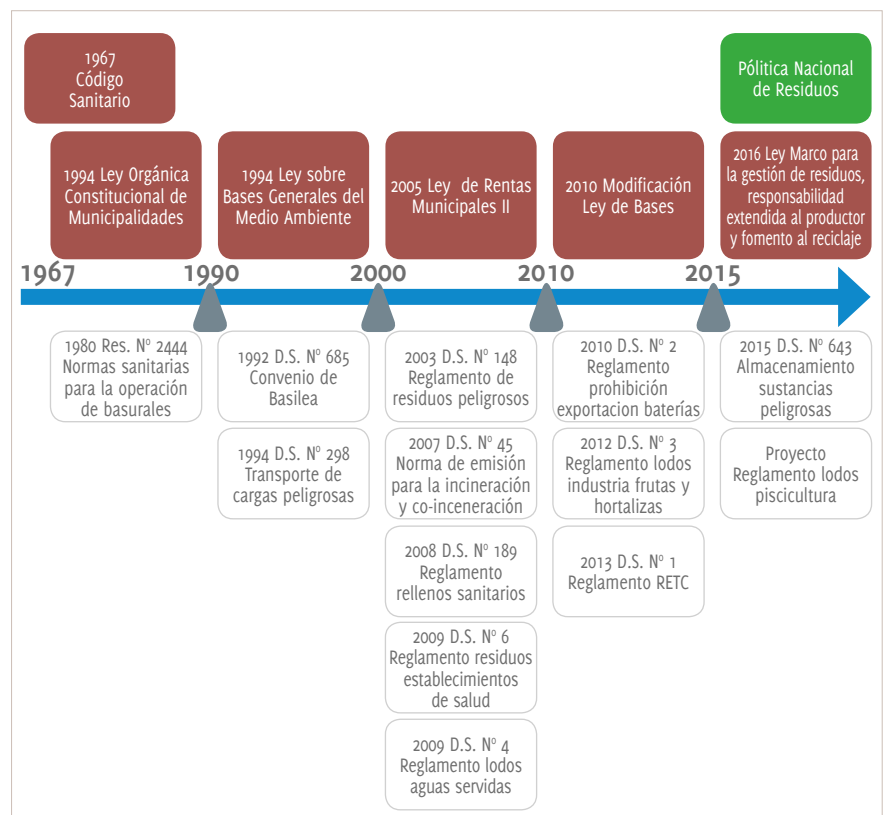 1967
Código
Sanitario
Pólitica Nacional
de Residuos
1994 Ley Orgánica
Constitucional de
Municipalidades
1994 Ley sobre
Bases Generales del
Medio Ambiente
2005 Ley de Rentas
Municipales II
2010 Modificación
Ley de Bases
2016 Ley Marco para
la gestión de residuos,
responsabilidad
extendida al productor
y fomento al reciclaje
1967
1990
2000
2010
2015
1980 Res. Nº 2444
Normas sanitarias
para la operación
de basurales
1992 D.S. Nº 685
Convenio de
Basilea
1994 D.S. Nº 298
Transporte de
cargas peligrosas
2003 D.S. Nº 148
Reglamento de
residuos peligrosos
2007 D.S. Nº 45
Norma de emisión
para la incineración
y co-inceneración
2008 D.S. Nº 189
Reglamento
rellenos sanitarios
2009 D.S. Nº 6
Reglamento residuos
establecimientos
de salud
2009 D.S. Nº 4
Reglamento lodos
aguas servidas
2010 D.S. Nº 2
Reglamento
prohibición
exportacion baterías
2012 D.S. Nº 3
Reglamento lodos
industria frutas y
hortalizas
2013 D.S. Nº 1
Reglamento RETC
2015 D.S. Nº 643
Almacenamiento
sustancias
peligrosas
Proyecto
Reglamento lodos
piscicultura